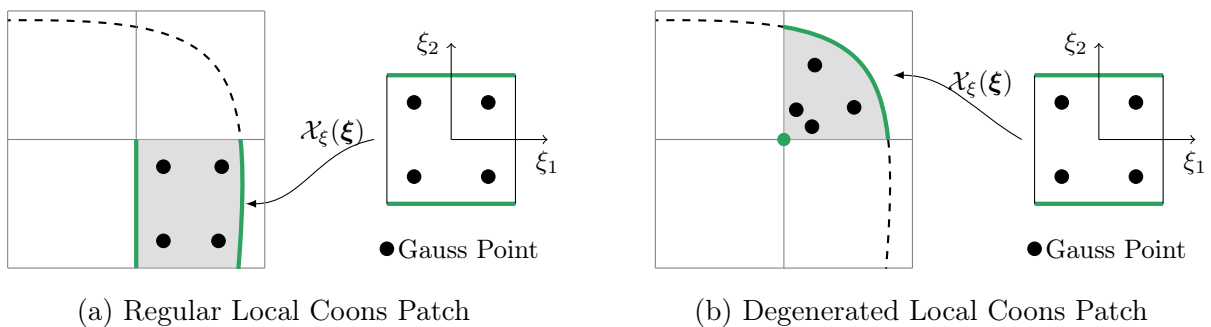 ξ₂
𝒳_ξ(𝛏)
ξ₁
●Gauss Point
(a) Regular Local Coons Patch
ξ₂
𝒳_ξ(𝛏)
ξ₁
●Gauss Point
(b) Degenerated Local Coons Patch